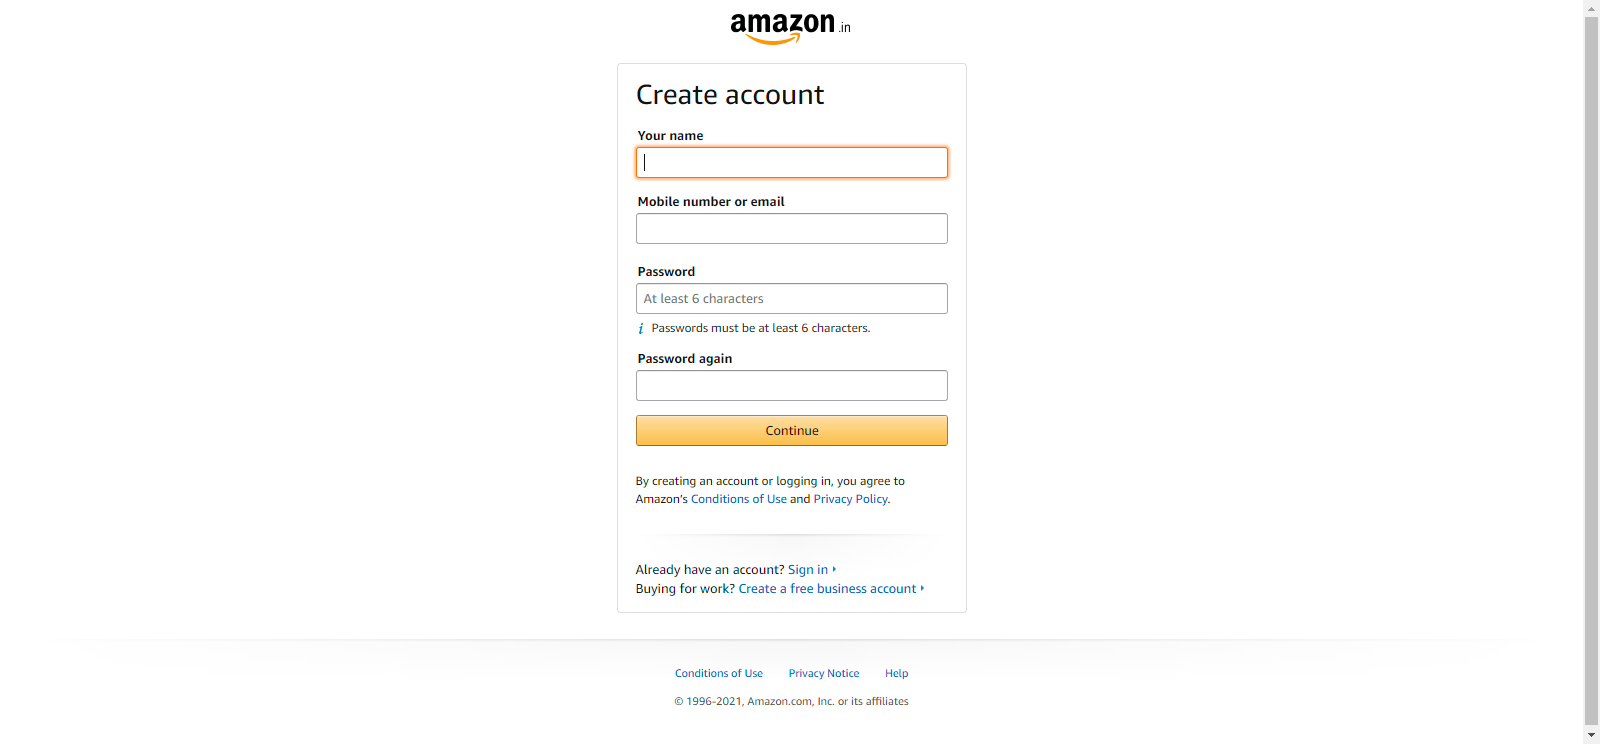 amazon.in
Create account
Your name
Mobile number or email
Password
At least 6 characters
i Passwords must be at least 6 characters.
Password again
Continue
By creating an account or logging in, you agree to
Amazon's Conditions of Use and Privacy Policy.
Already have an account? Sign in
Buying for work? Create a free business account
Conditions of Use Privacy Notice Help
© 1996-2021, Amazon.com, Inc. or its affiliates